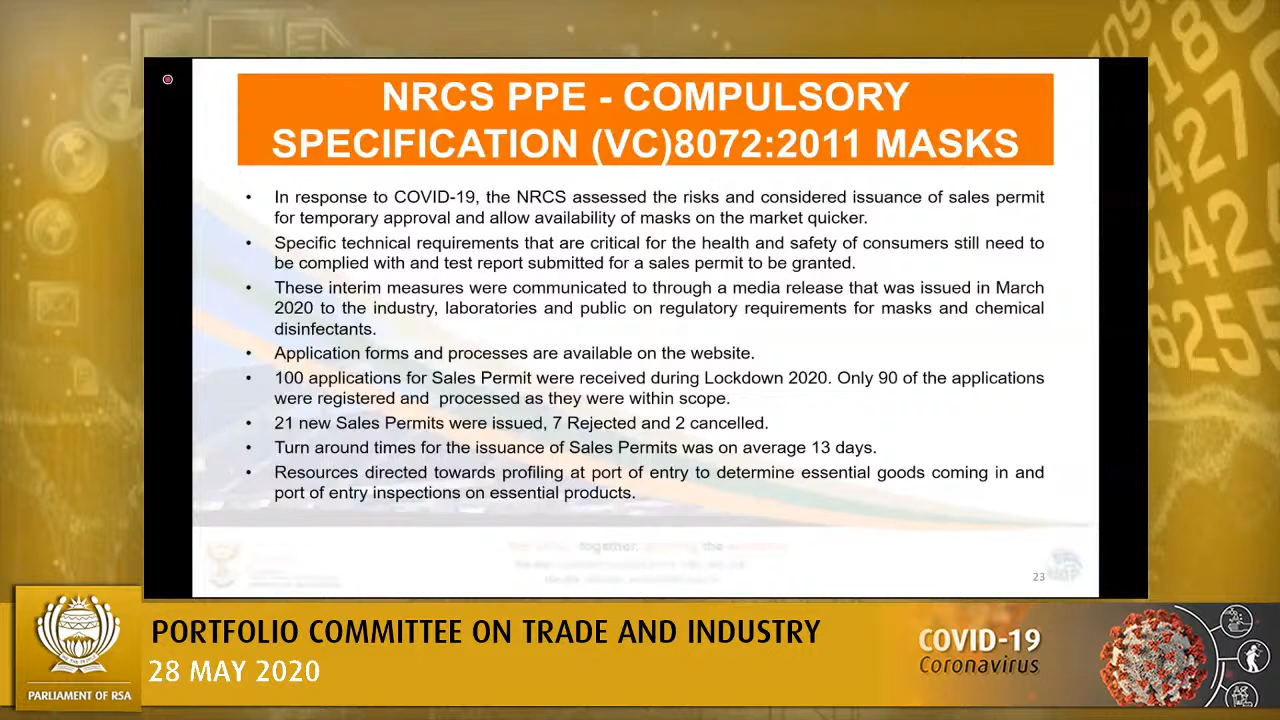 NRCS PPE - COMPULSORY
SPECIFICATION (VC)8072:2011 MASKS
• In response to COVID-19, the NRCS assessed the risks and considered issuance of sales permit
for temporary approval and allow availability of masks on the market quicker.
• Specific technical requirements that are critical for the health and safety of consumers still need to
be complied with and test report submitted for a sales permit to be granted.
• These interim measures were communicated to through a media release that was issued in March
2020 to the industry, laboratories and public on regulatory requirements for masks and chemical
disinfectants.
• Application forms and processes are available on the website.
• 100 applications for Sales Permit were received during Lockdown 2020. Only 90 of the applications
were registered and processed as they were within scope.
• 21 new Sales Permits were issued, 7 Rejected and 2 cancelled.
• Turn around times for the issuance of Sales Permits was on average 13 days.
• Resources directed towards profiling at port of entry to determine essential goods coming in and
port of entry inspections on essential products.
together, the
23
PORTFOLIO COMMITTEE ON TRADE AND INDUSTRY
28 MAY 2020
PARLIAMENT OF RSA
COVID-19
Coronavirus